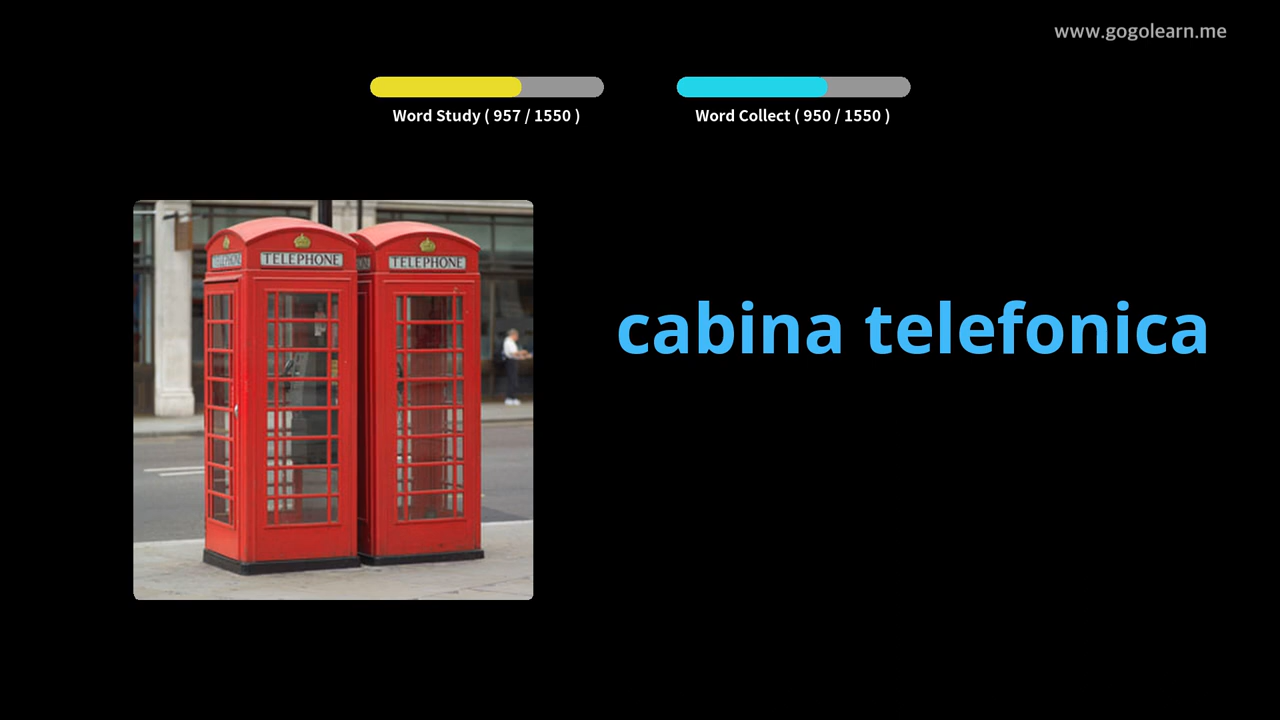 www.gogolearn.me
Word Study ( 957 / 1550 )
Word Collect ( 950 / 1550 )
TELEPHONE
TELEPHONE
cabina telefonica